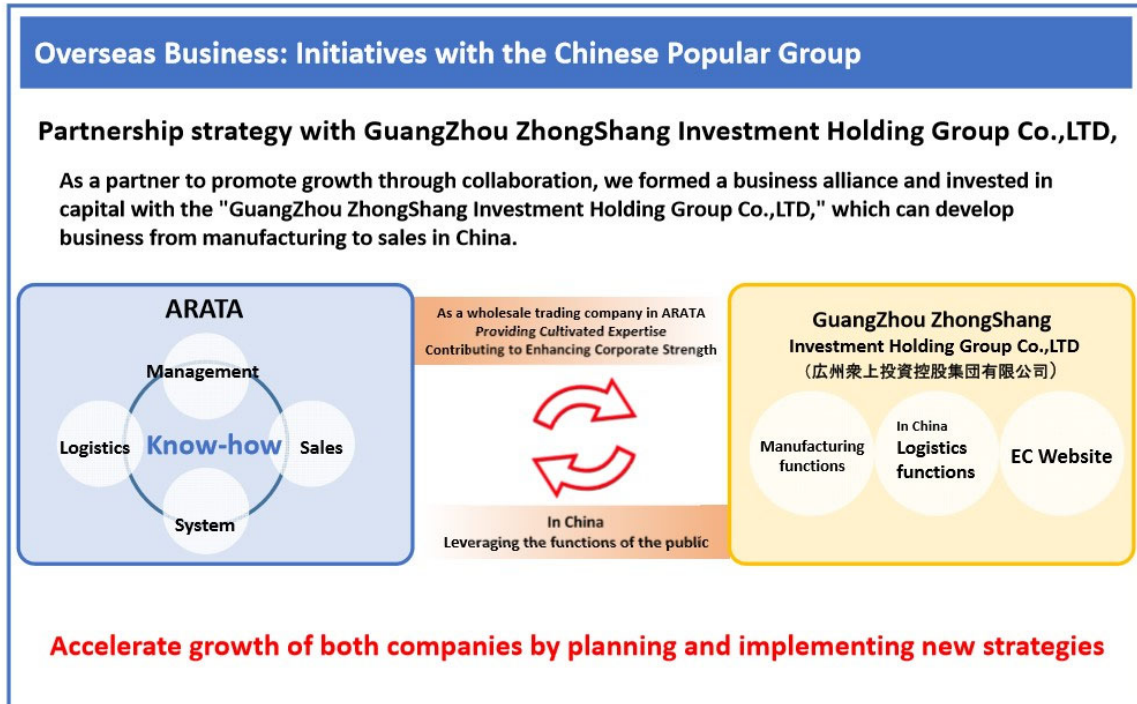 Overseas Business: Initiatives with the Chinese Popular Group
Partnership strategy with GuangZhou ZhongShang Investment Holding Group Co.,LTD,
As a partner to promote growth through collaboration, we formed a business alliance and invested in
capital with the "GuangZhou ZhongShang Investment Holding Group Co.,LTD," which can develop
business from manufacturing to sales in China.
ARATA
Management
Logistics
Know-how
Sales
System
As a wholesale trading company in ARATA
Providing Cultivated Expertise
Contributing to Enhancing Corporate Strength
In China
Leveraging the functions of the public
GuangZhou ZhongShang
Investment Holding Group Co.,LTD
（広州衆上投資控股集団有限公司）
Manufacturing
functions
In China
Logistics
functions
EC Website
Accelerate growth of both companies by planning and implementing new strategies